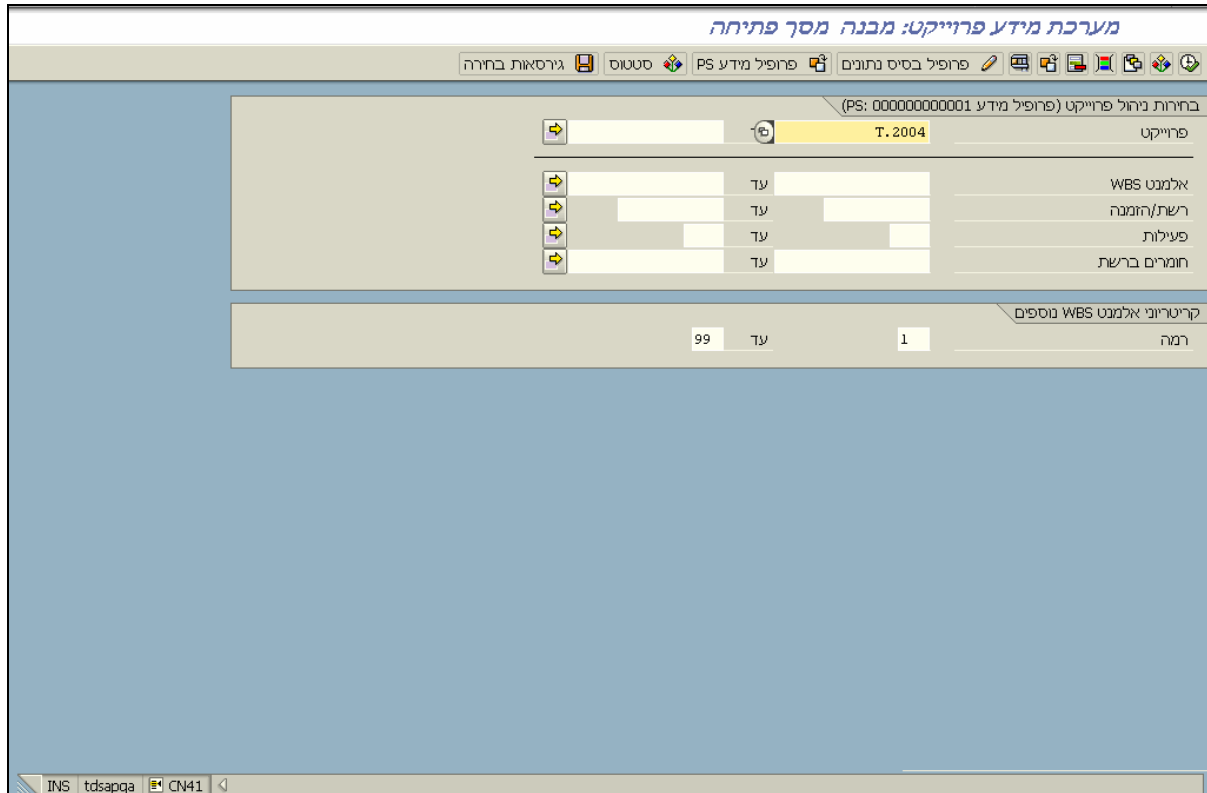 מערכת מידע פרוייקט: מבנה מסך פתיחה
פרופיל בסיס נתונים פרופיל מידע PS סטטוס גירסאות בחירה
בחירות ניהול פרוייקט (פרופיל מידע PS: 000000000001)
פרוייקט T.2004
אלמנט WBS עד
רשת/הזמנה עד
פעילות עד
חומרים ברשת עד
קריטריוני אלמנט WBS נוספים
רמה 1 עד 99
INS tdsapqa CN41